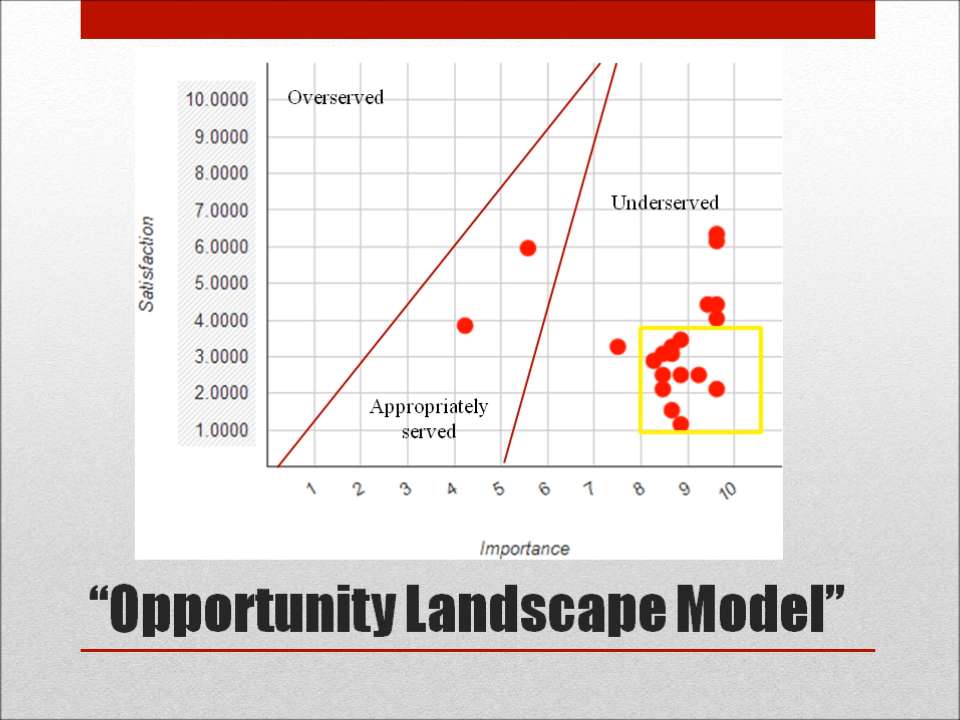 Overserved
10.0000
9.0000
8.0000
7.0000
Underserved
6.0000
5.0000
4.0000
3.0000
2.0000
1.0000
Satisfaction
Appropriately
served
1 2 3 4 5 6 7 8 9 10
Importance
“Opportunity Landscape Model”